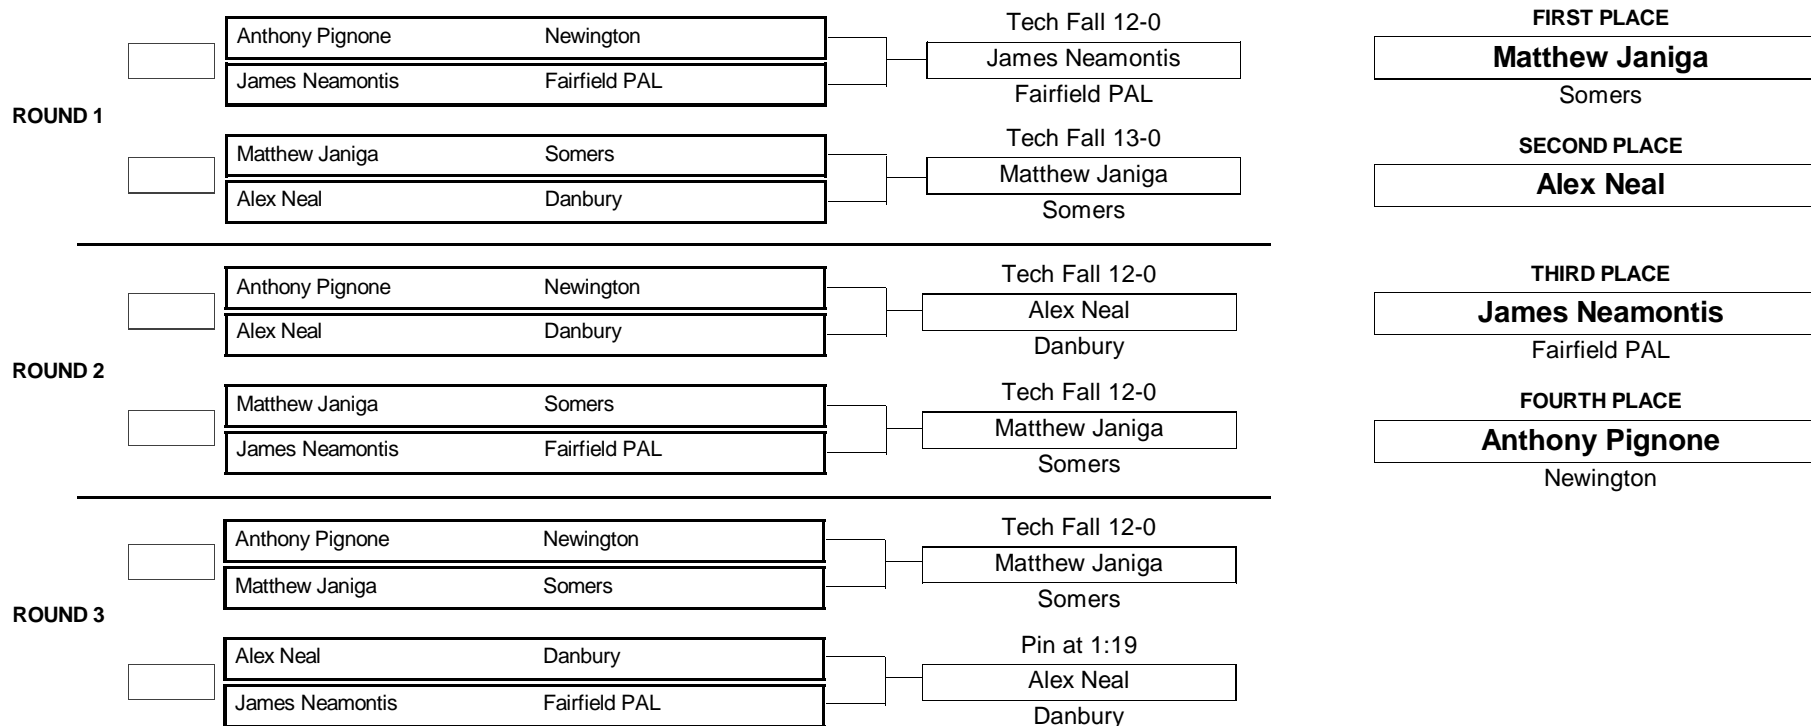 Tech Fall 12-0
FIRST PLACE
Anthony Pignone Newington
James Neamontis
Matthew Janiga
James Neamontis Fairfield PAL
Fairfield PAL
Somers
ROUND 1
Tech Fall 13-0
SECOND PLACE
Matthew Janiga Somers
Matthew Janiga
Alex Neal
Alex Neal Danbury
Somers
Tech Fall 12-0
THIRD PLACE
Anthony Pignone Newington
Alex Neal
James Neamontis
Alex Neal Danbury
Danbury
Fairfield PAL
ROUND 2
Tech Fall 12-0
FOURTH PLACE
Matthew Janiga Somers
Matthew Janiga
Anthony Pignone
James Neamontis Fairfield PAL
Somers
Newington
Tech Fall 12-0
Anthony Pignone Newington
Matthew Janiga
Matthew Janiga Somers
Somers
ROUND 3
Pin at 1:19
Alex Neal Danbury
Alex Neal
James Neamontis Fairfield PAL
Danbury